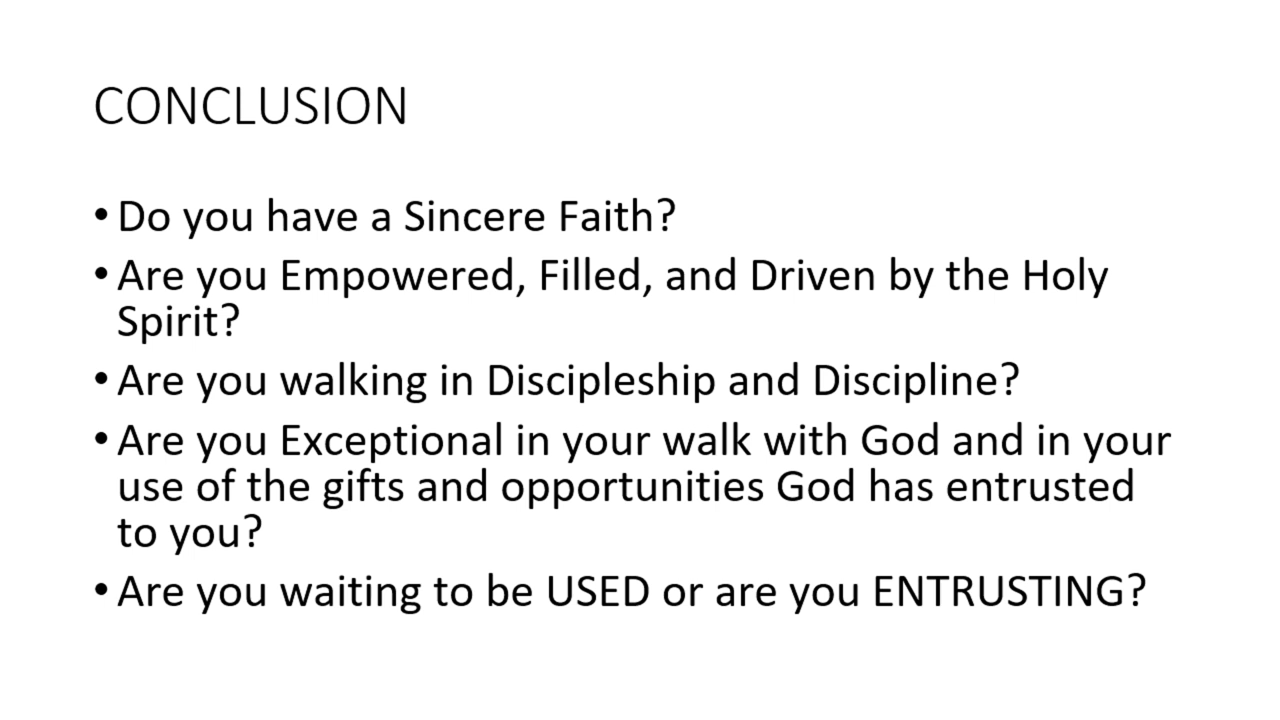 CONCLUSION
• Do you have a Sincere Faith?
• Are you Empowered, Filled, and Driven by the Holy
Spirit?
• Are you walking in Discipleship and Discipline?
• Are you Exceptional in your walk with God and in your
use of the gifts and opportunities God has entrusted
to you?
• Are you waiting to be USED or are you ENTRUSTING?